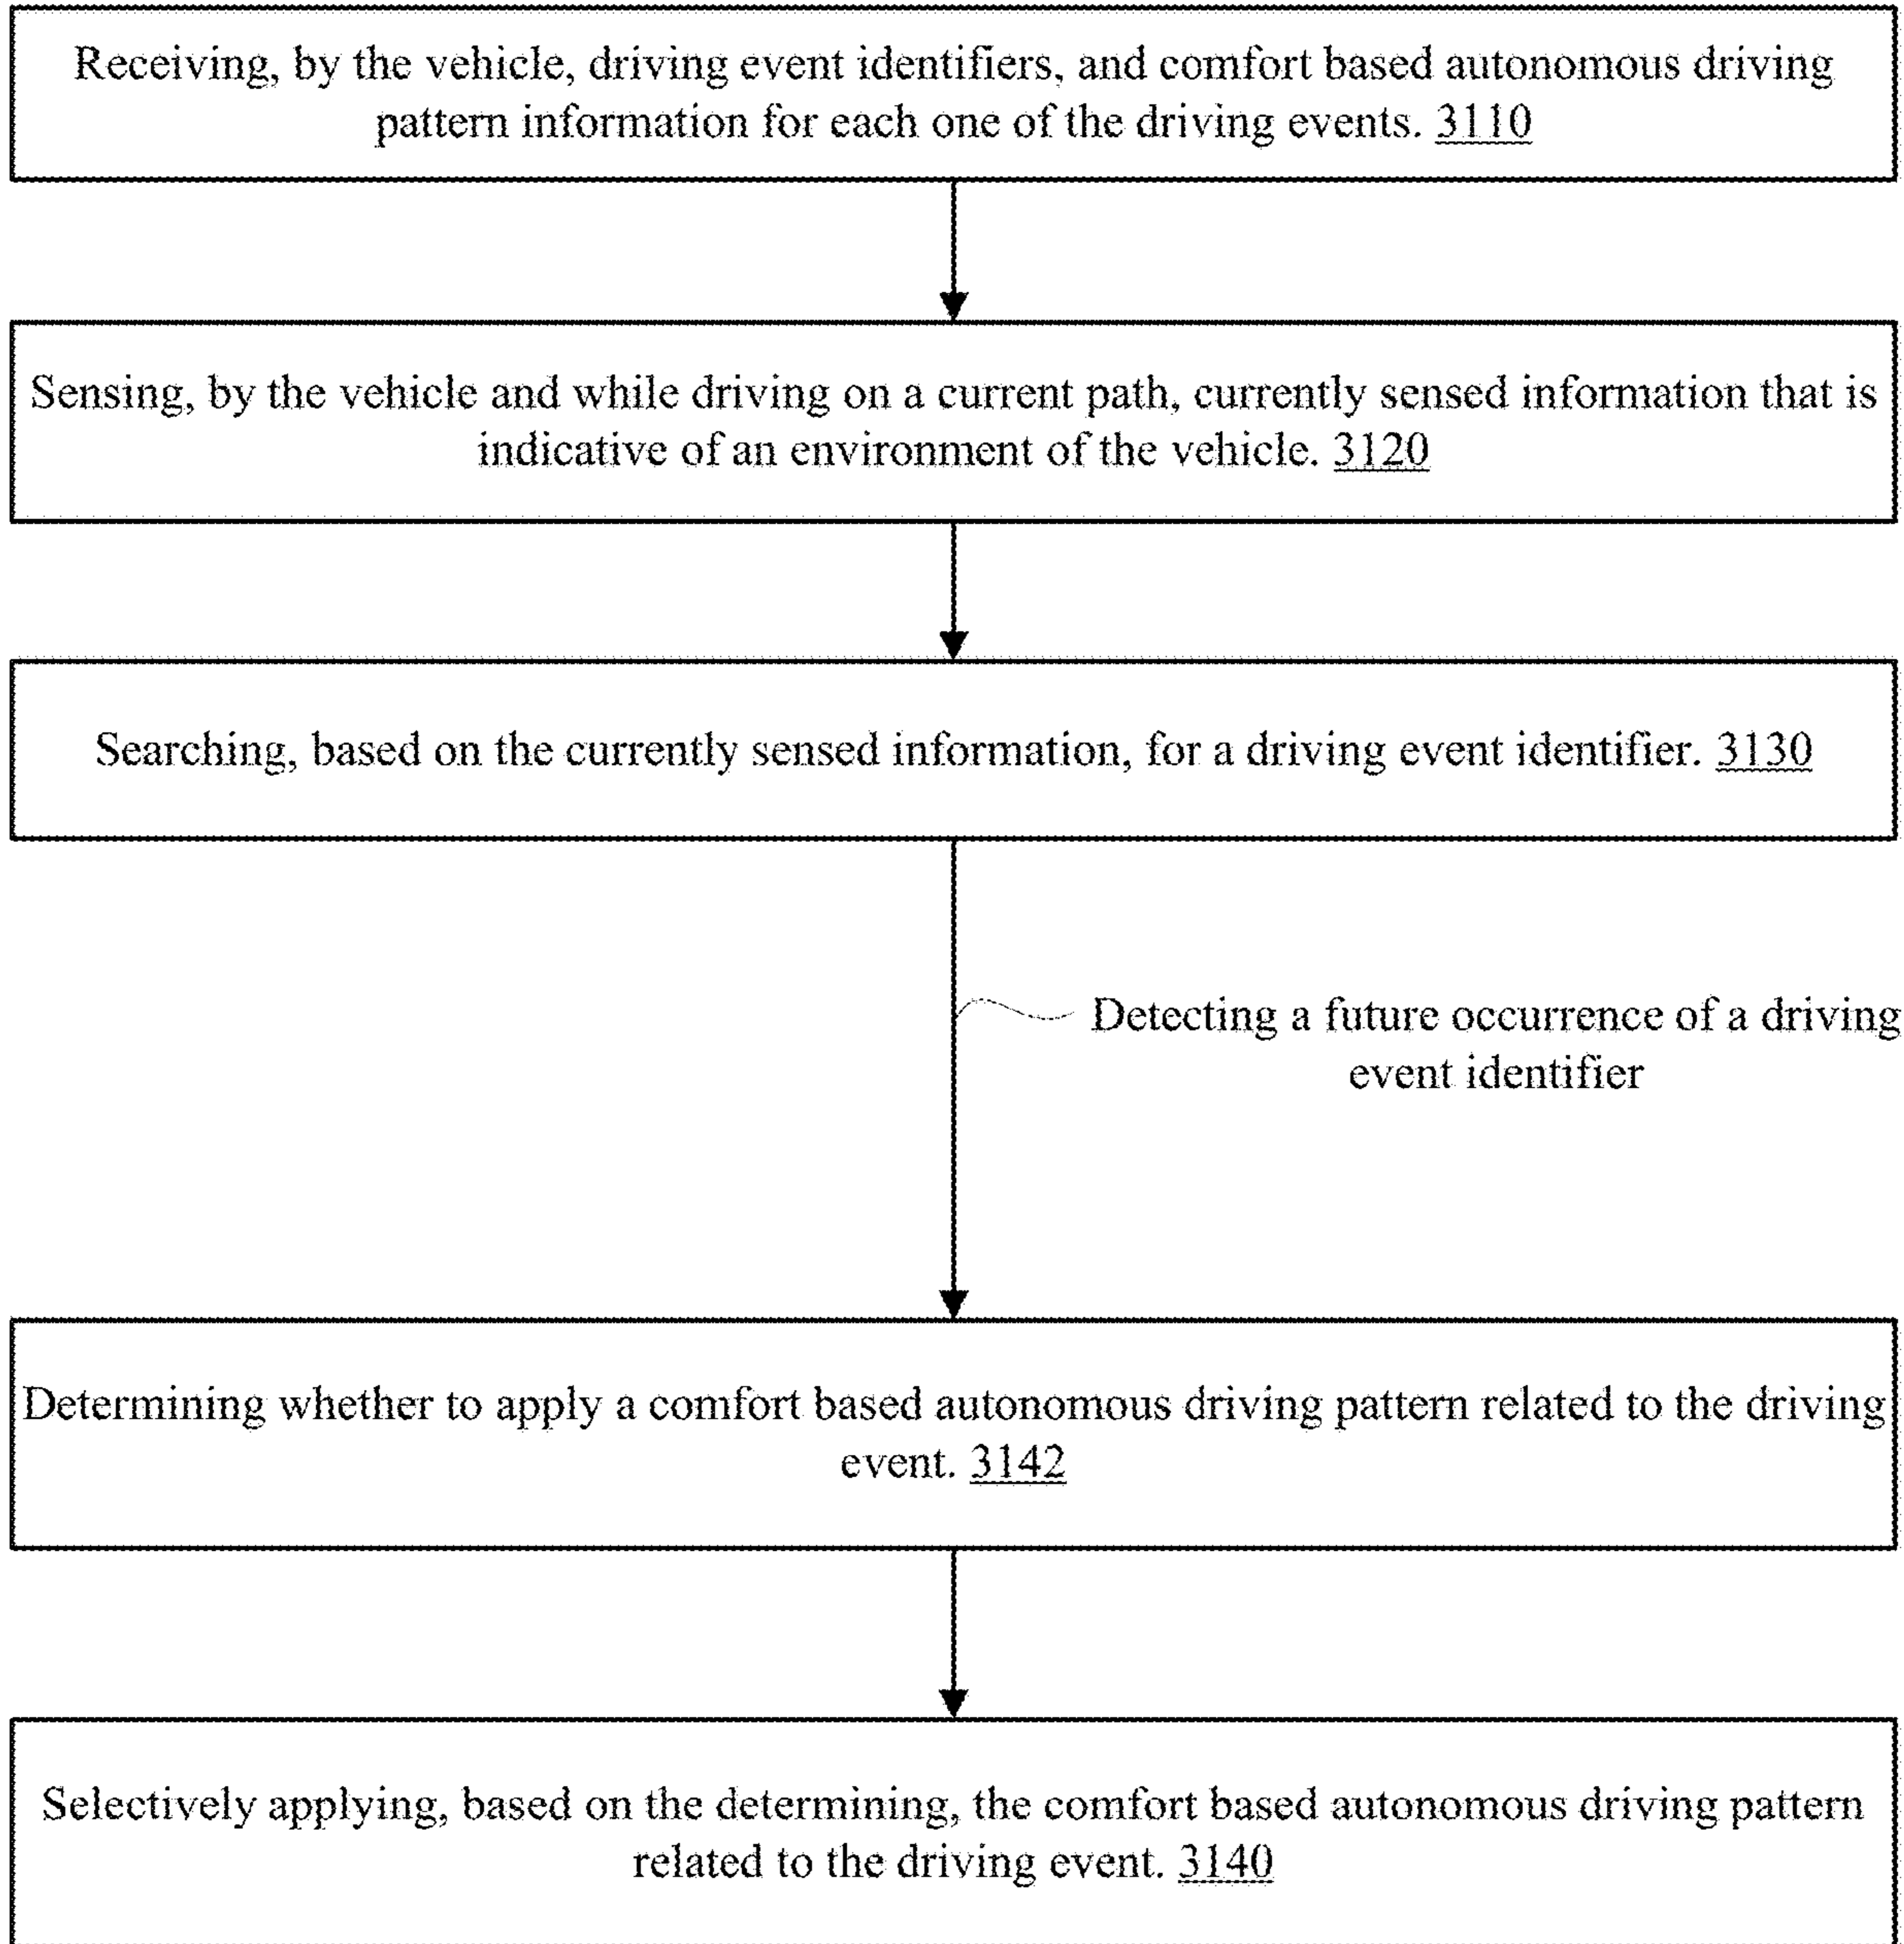 Receiving, by the vehicle, driving event identifiers, and comfort based autonomous driving
pattern information for each one of the driving events. 3110
Sensing, by the vehicle and while driving on a current path, currently sensed information that is
indicative of an environment of the vehicle. 3120
Searching, based on the currently sensed information, for a driving event identifier. 3130
Detecting a future occurrence of a driving
event identifier
Determining whether to apply a comfort based autonomous driving pattern related to the driving
event. 3142
Selectively applying, based on the determining, the comfort based autonomous driving pattern
related to the driving event. 3140